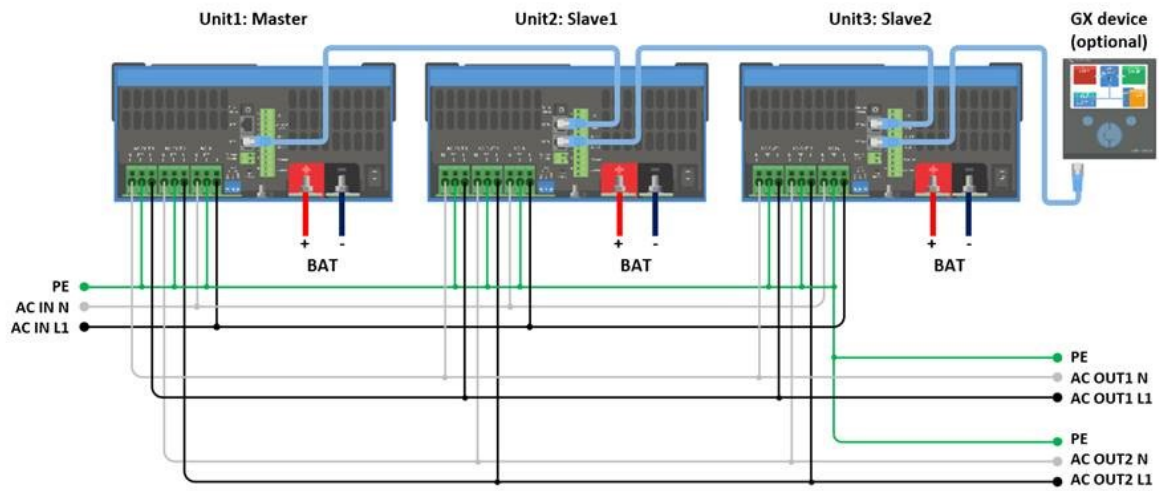 Unit1: Master
Unit2: Slave1
Unit3: Slave2
GX device
(optional)
+
-
BAT
+
-
BAT
+
-
BAT
PE
AC IN N
AC IN L1
PE
AC OUT1 N
AC OUT1 L1
PE
AC OUT2 N
AC OUT2 L1